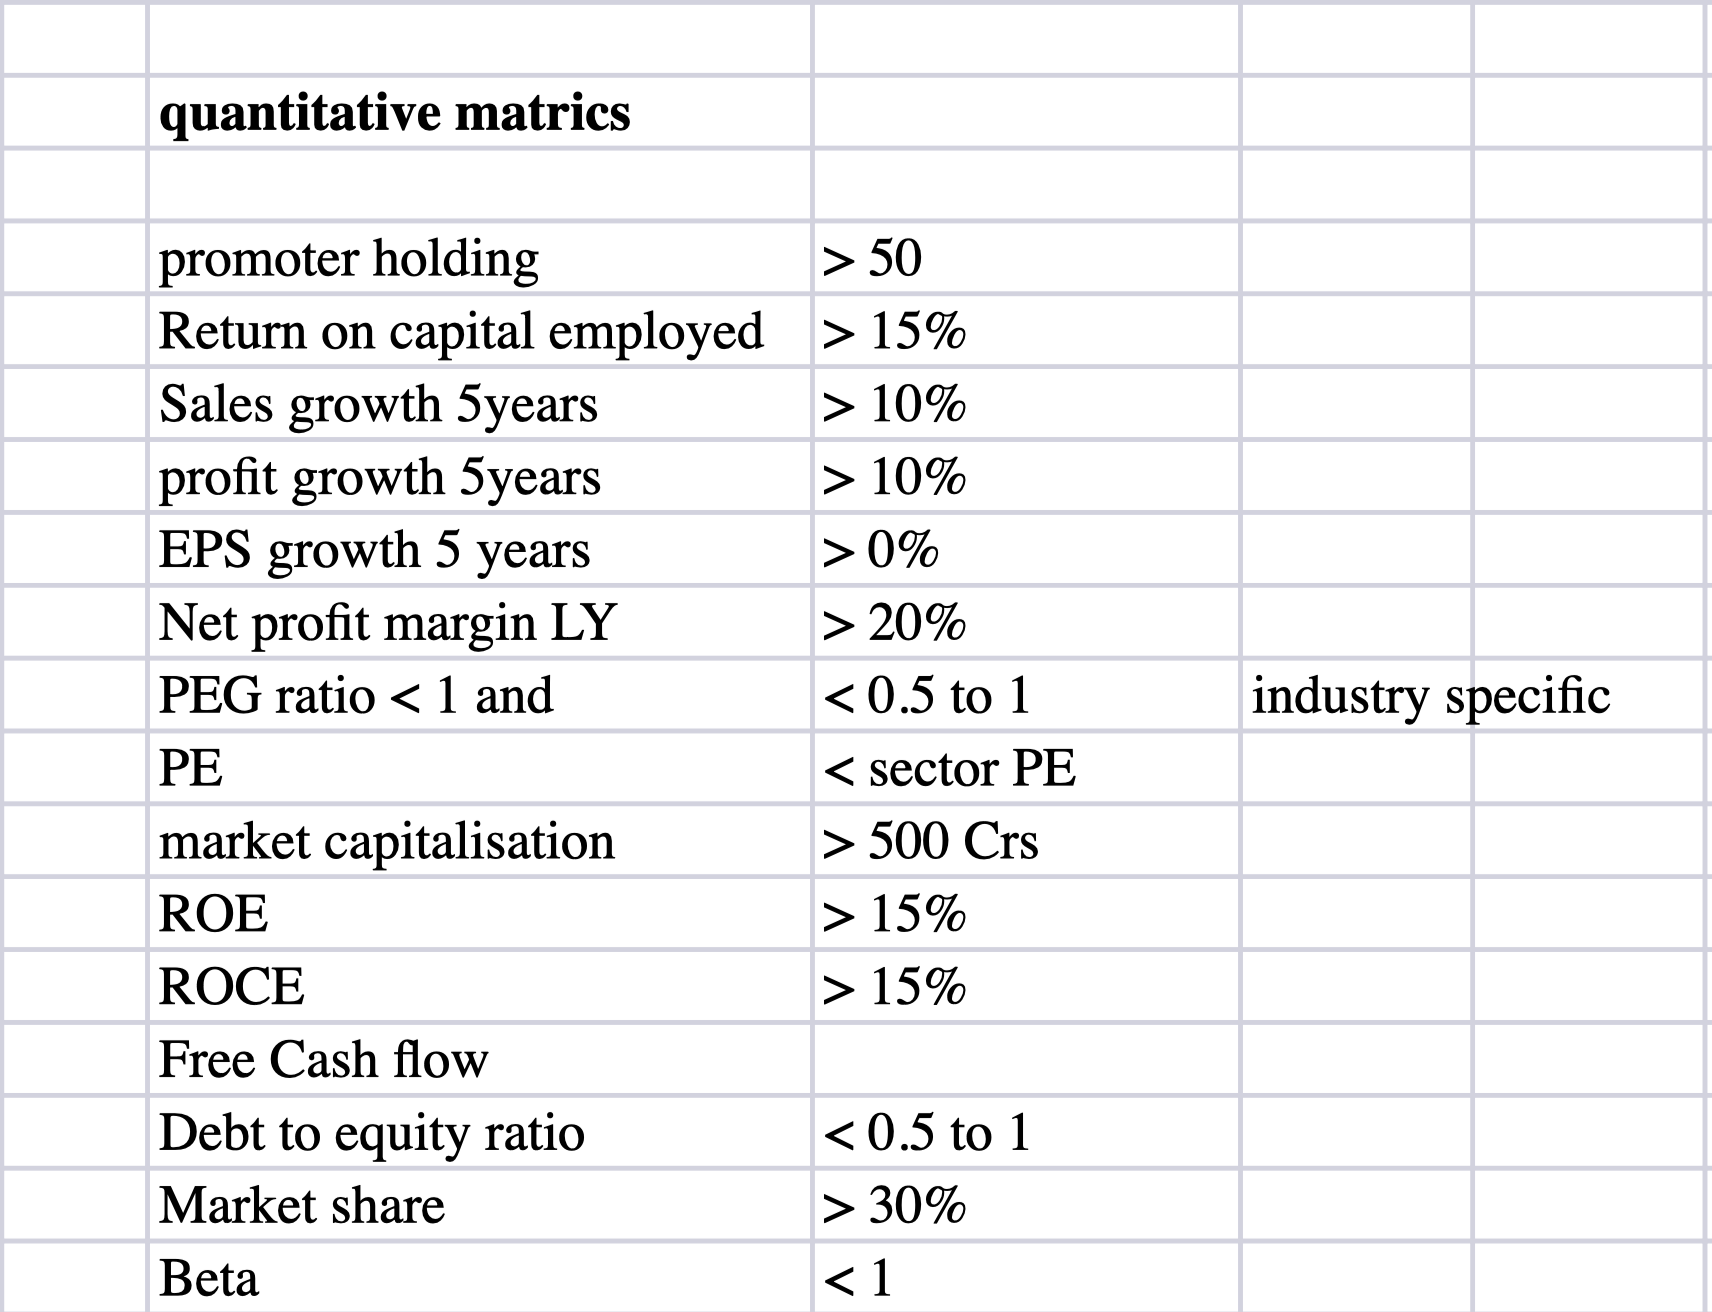 quantitative matrics
promoter holding > 50
Return on capital employed > 15%
Sales growth 5years > 10%
profit growth 5years > 10%
EPS growth 5 years > 0%
Net profit margin LY > 20%
PEG ratio < 1 and < 0.5 to 1 industry specific
PE < sector PE
market capitalisation > 500 Crs
ROE > 15%
ROCE > 15%
Free Cash flow
Debt to equity ratio < 0.5 to 1
Market share > 30%
Beta < 1